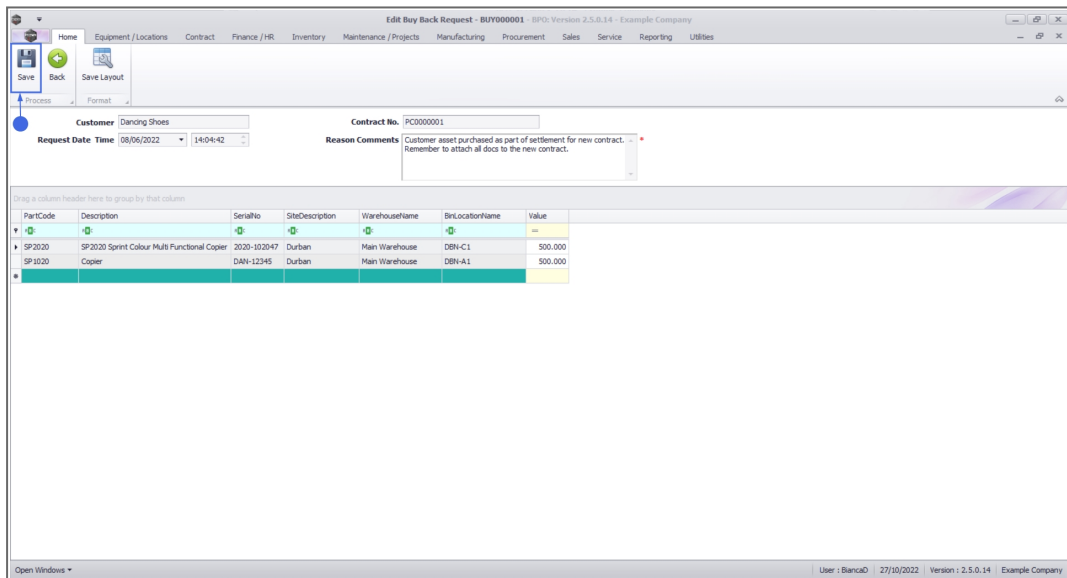 Edit Buy Back Request - BUY000001 - BPO: Version 2.5.0.14 - Example Company
Home Equipment / Locations Contract Finance / HR Inventory Maintenance / Projects Manufacturing Procurement Sales Service Reporting Utilities
Save Back Save Layout
Process Format
Customer Dancing Shoes Contract No. PC0000001
Request Date Time 08/06/2022 14:04:42 Reason Comments Customer asset purchased as part of settlement for new contract. *
Remember to attach all docs to the new contract.
Drag a column header here to group by that column
PartCode Description SerialNo SiteDescription WarehouseName BinLocationName Value
=
SP2020 SP2020 Sprint Colour Multi Functional Copier 2020-102047 Durban Main Warehouse DBN-C1 500.000
SP1020 Copier DAN-12345 Durban Main Warehouse DBN-A1 500.000
Open Windows User : BiancaD 27/10/2022 Version : 2.5.0.14 Example Company